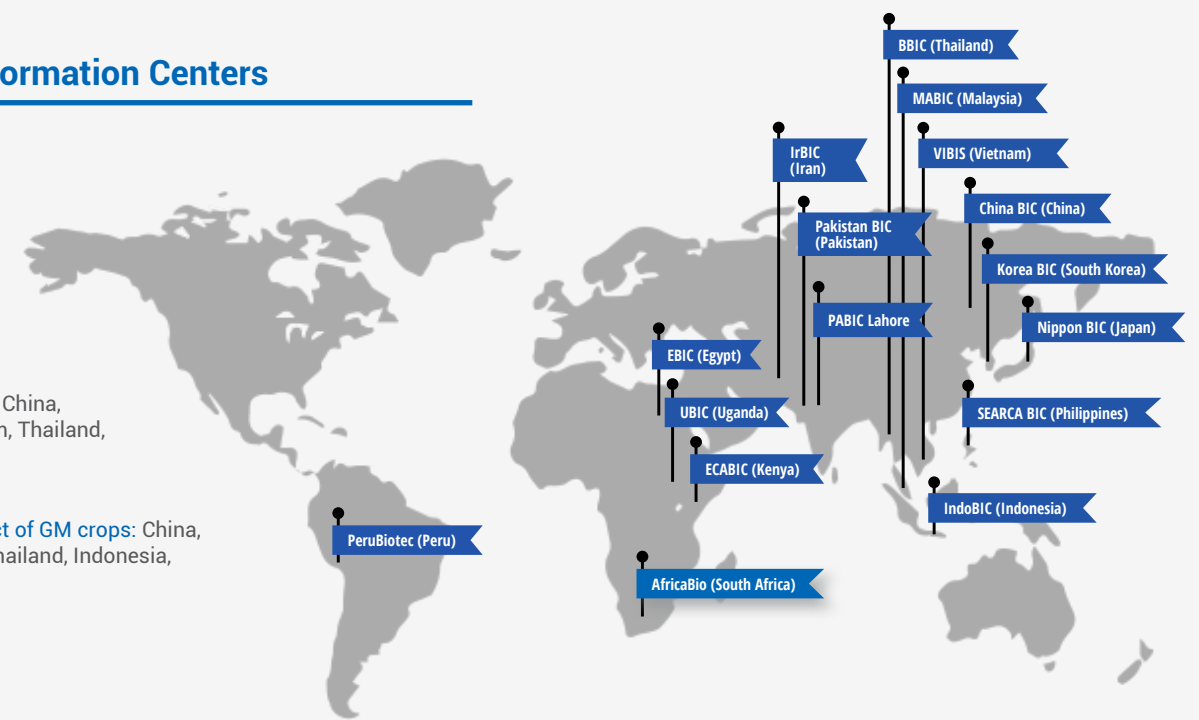 ormation Centers
BBIC (Thailand)
MABIC (Malaysia)
IrBIC
(Iran)
VIBIS (Vietnam)
China BIC (China)
Pakistan BIC
(Pakistan)
Korea BIC (South Korea)
PABIC Lahore
Nippon BIC (Japan)
EBIC (Egypt)
China,
n, Thailand,
UBIC (Uganda)
SEARCA BIC (Philippines)
ECABIC (Kenya)
IndoBIC (Indonesia)
ct of GM crops: China,
hailand, Indonesia,
PeruBiotec (Peru)
AfricaBio (South Africa)